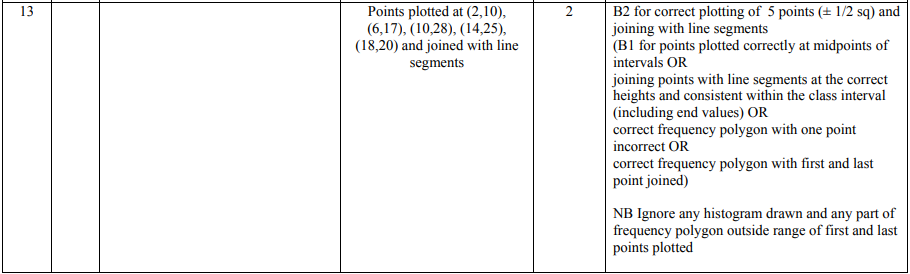 13
Points plotted at (2,10),
(6,17), (10,28), (14,25),
(18,20) and joined with line
segments
2
B2 for correct plotting of 5 points (± 1/2 sq) and
joining with line segments
(B1 for points plotted correctly at midpoints of
intervals OR
joining points with line segments at the correct
heights and consistent within the class interval
(including end values) OR
correct frequency polygon with one point
incorrect OR
correct frequency polygon with first and last
point joined)
NB Ignore any histogram drawn and any part of
frequency polygon outside range of first and last
points plotted